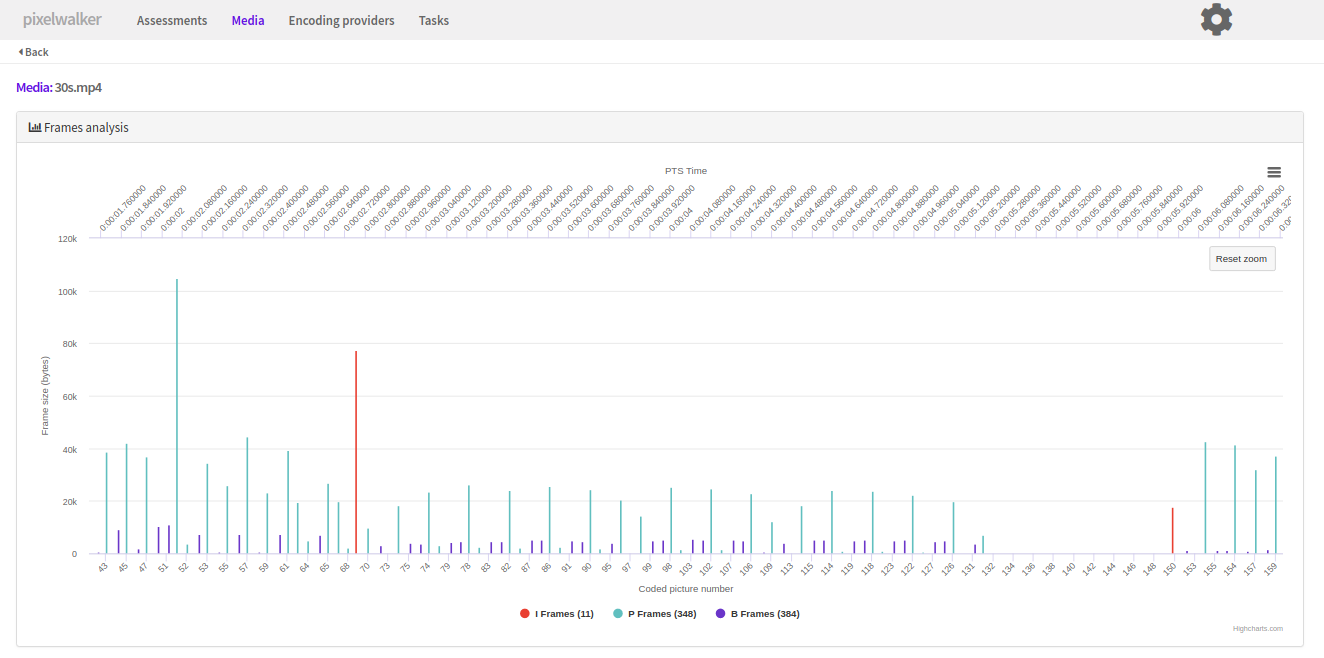 pixelwalker Assessments Media Encoding providers Tasks
Back
Media: 30s.mp4
Frames analysis
PTS Time
0:00:01.760000 0:00:01.840000 0:00:01.920000 0:00:02 0:00:02.080000 0:00:02.160000 0:00:02.240000 0:00:02.320000 0:00:02.400000 0:00:02.480000 0:00:02.560000 0:00:02.640000 0:00:02.720000 0:00:02.800000 0:00:02.880000 0:00:02.960000 0:00:03.040000 0:00:03.120000 0:00:03.200000 0:00:03.280000 0:00:03.360000 0:00:03.440000 0:00:03.520000 0:00:03.600000 0:00:03.680000 0:00:03.760000 0:00:03.840000 0:00:03.920000 0:00:04 0:00:04.080000 0:00:04.160000 0:00:04.240000 0:00:04.320000 0:00:04.400000 0:00:04.480000 0:00:04.560000 0:00:04.640000 0:00:04.720000 0:00:04.800000 0:00:04.880000 0:00:04.960000 0:00:05.040000 0:00:05.120000 0:00:05.200000 0:00:05.280000 0:00:05.360000 0:00:05.440000 0:00:05.520000 0:00:05.600000 0:00:05.680000 0:00:05.760000 0:00:05.840000 0:00:05.920000 0:00:06 0:00:06.080000 0:00:06.160000 0:00:06.240000
120k
Reset zoom
100k
80k
60k
40k
20k
0
Frame size (bytes)
43 45 47 51 52 53 55 57 59 61 64 65 68 70 73 75 74 79 78 83 82 87 86 91 90 95 97 99 98 103 102 107 106 109 113 115 114 119 118 123 122 127 126 131 132 134 136 138 140 142 144 146 148 150 153 155 154 157 159
Coded picture number
I Frames (11) P Frames (348) B Frames (384)
Highcharts.com